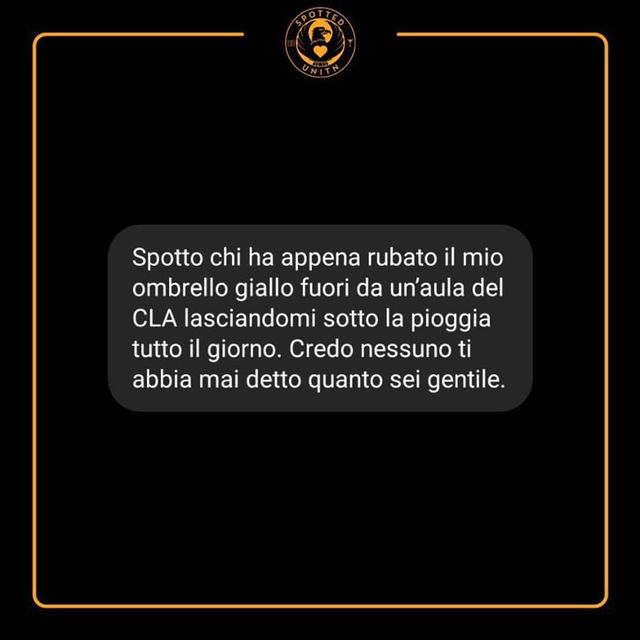 SPOTTED
UNITN
Spotto chi ha appena rubato il mio
ombrello giallo fuori da un’aula del
CLA lasciandomi sotto la pioggia
tutto il giorno. Credo nessuno ti
abbia mai detto quanto sei gentile.